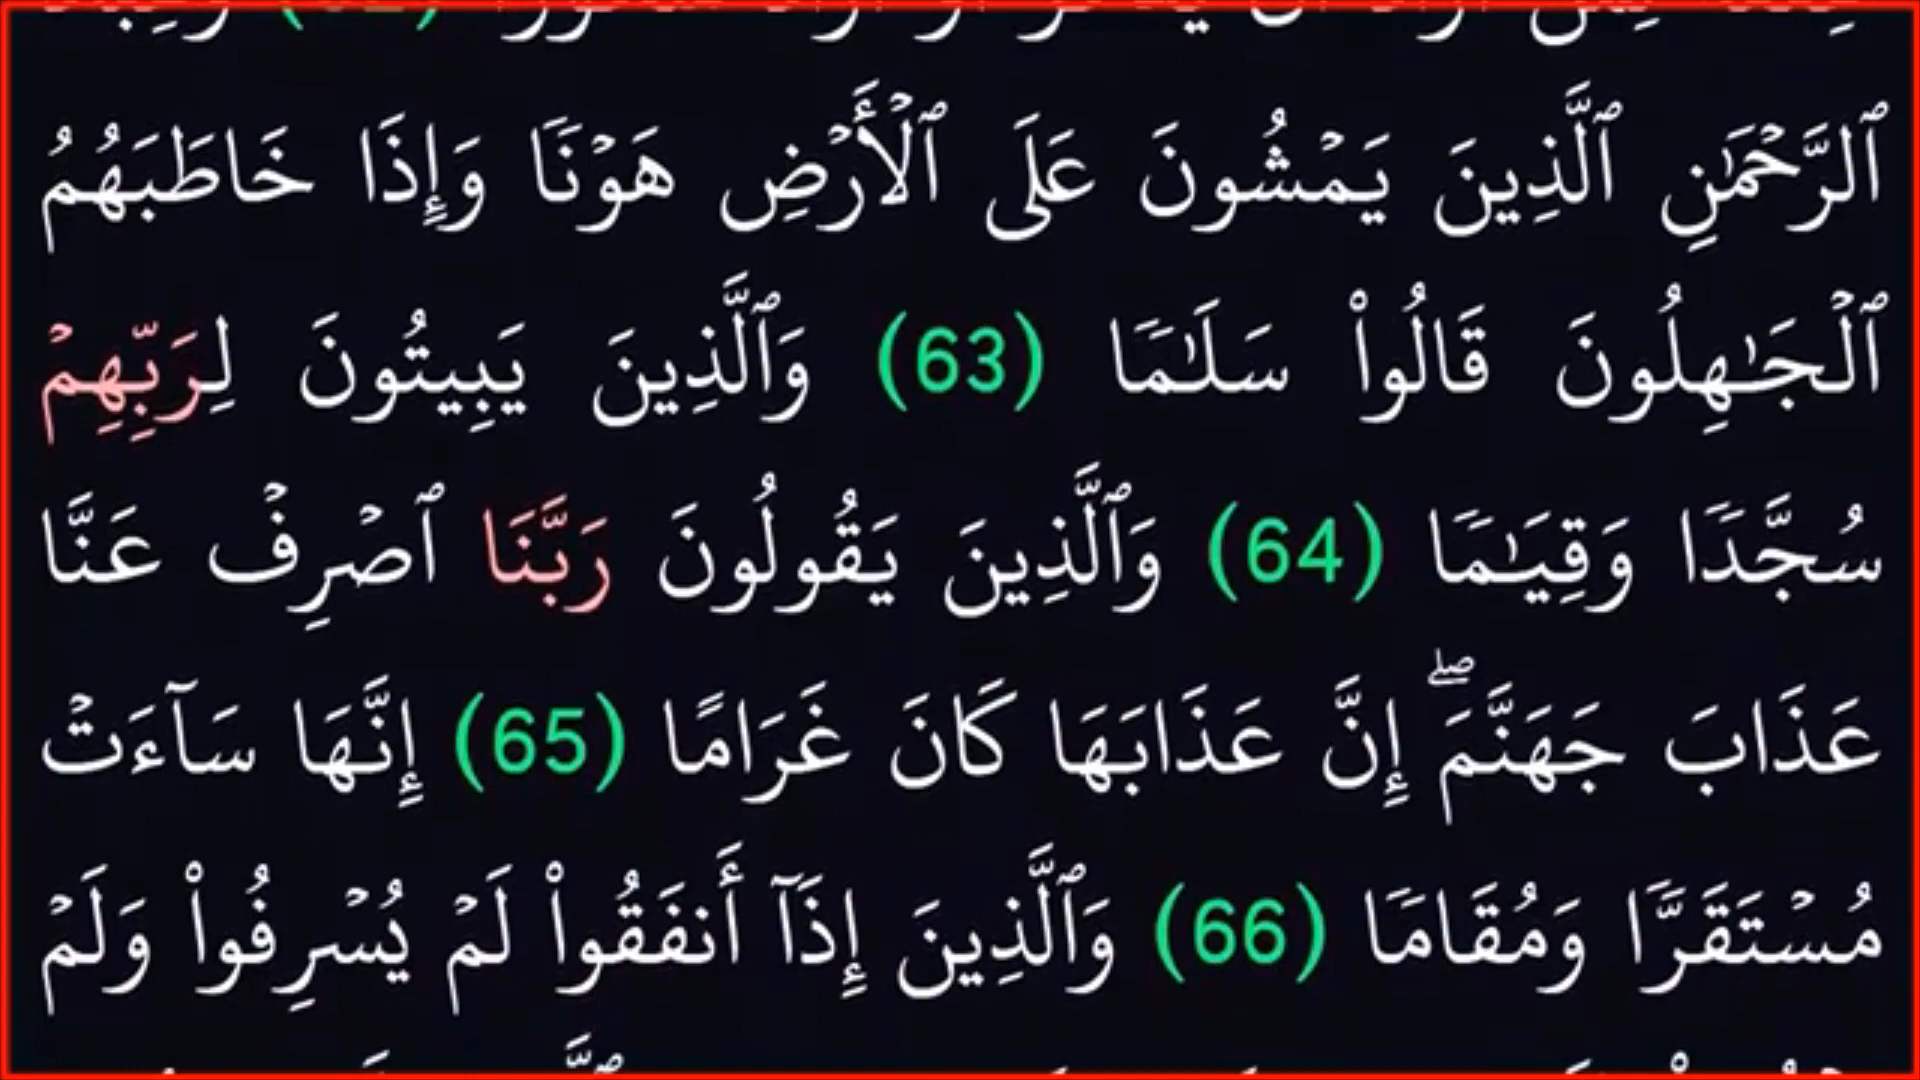 ٱلرَّحْمَٰنِ ٱلَّذِينَ يَمْشُونَ عَلَى ٱلْأَرْضِ هَوْنًا وَإِذَا خَاطَبَهُمُ
ٱلْجَٰهِلُونَ قَالُوا۟ سَلَٰمًا (63) وَٱلَّذِينَ يَبِيتُونَ لِرَبِّهِمْ
سُجَّدًا وَقِيَٰمًا (64) وَٱلَّذِينَ يَقُولُونَ رَبَّنَا ٱصْرِفْ عَنَّا
عَذَابَ جَهَنَّمَ ۖ إِنَّ عَذَابَهَا كَانَ غَرَامًا (65) إِنَّهَا سَآءَتْ
مُسْتَقَرًّا وَمُقَامًا (66) وَٱلَّذِينَ إِذَآ أَنفَقُوا۟ لَمْ يُسْرِفُوا۟ وَلَمْ